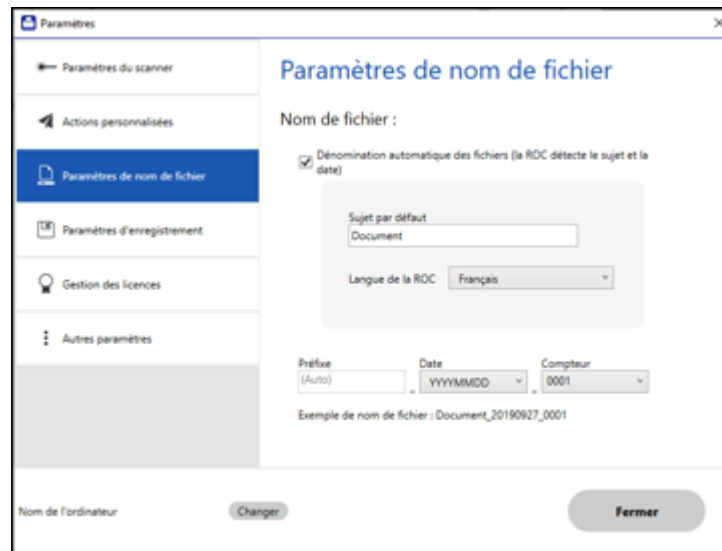 Paramètres
Paramètres du scanner
Actions personnalisées
Paramètres de nom de fichier
Paramètres d'enregistrement
Gestion des licences
Autres paramètres
Paramètres de nom de fichier
Nom de fichier :
Dénomination automatique des fichiers (la ROC détecte le sujet et la
date)
Sujet par défaut
Document
Langue de la ROC Français
Préfixe Date Compteur
(Auto) _ YYYYMMDD _ 0001
Exemple de nom de fichier : Document_20190927_0001
Nom de l'ordinateur Changer Fermer